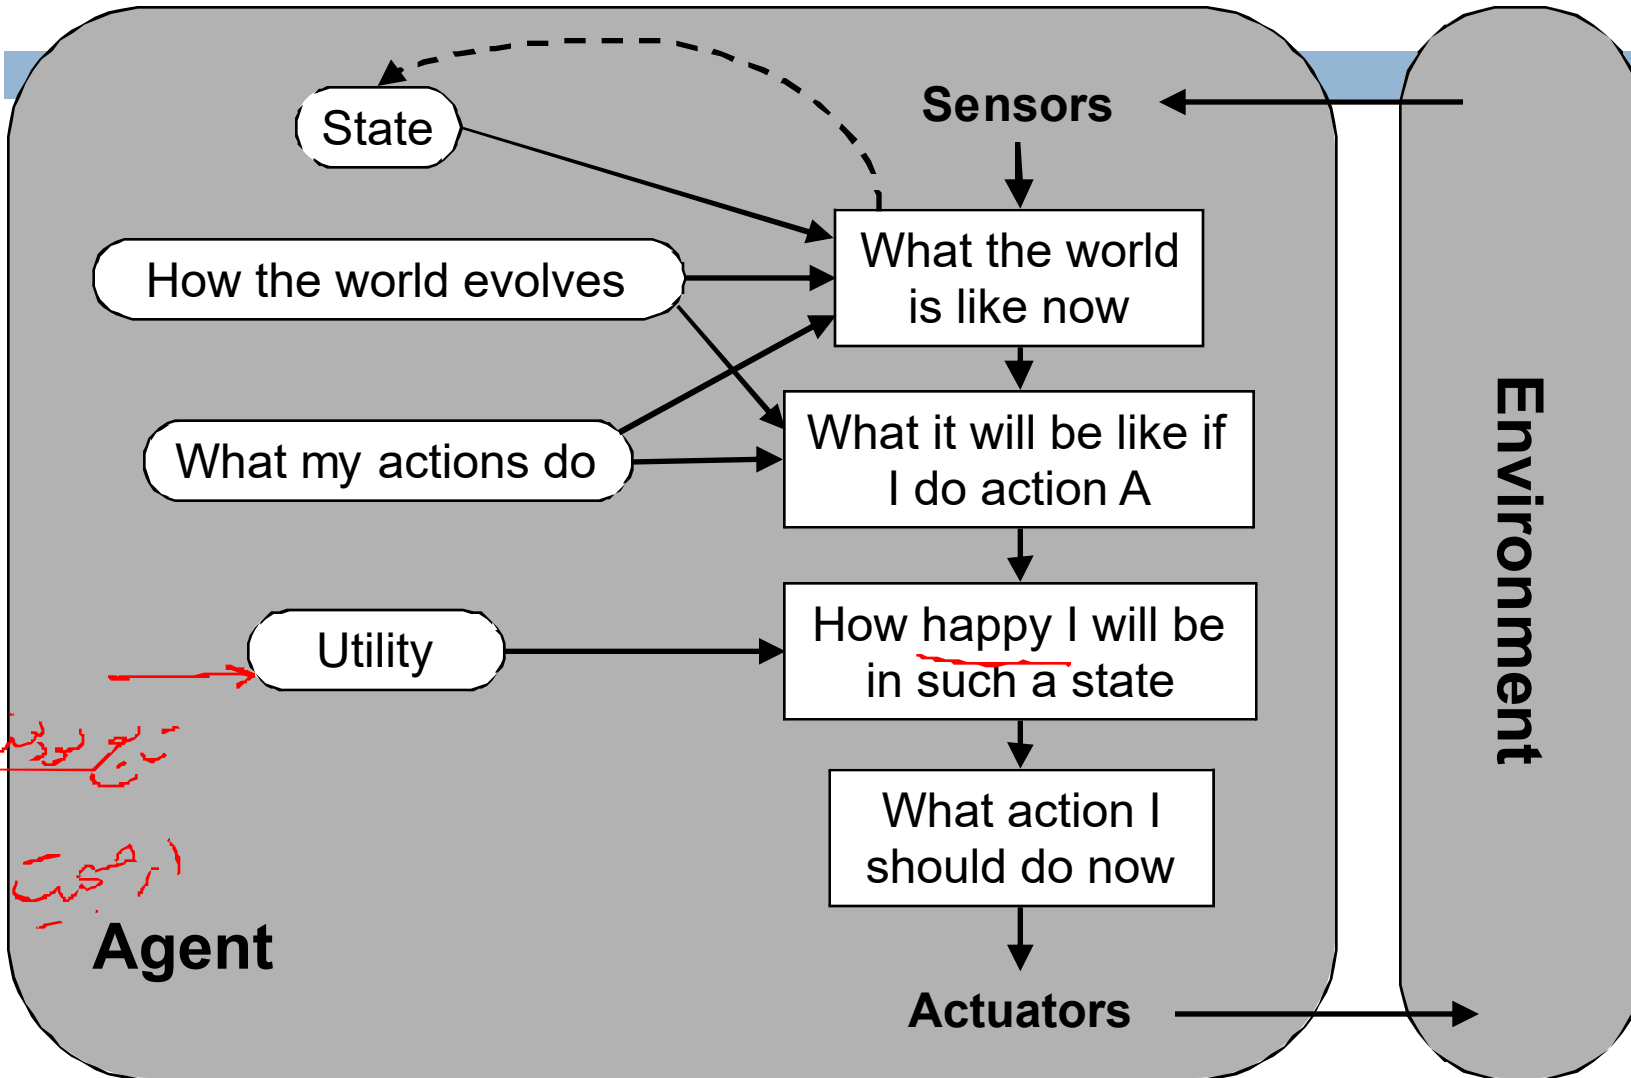 Sensors
State
What the world
is like now
How the world evolves
What it will be like if
I do action A
What my actions do
How happy I will be
in such a state
Utility
What action I
should do now
Agent
Actuators
Environment